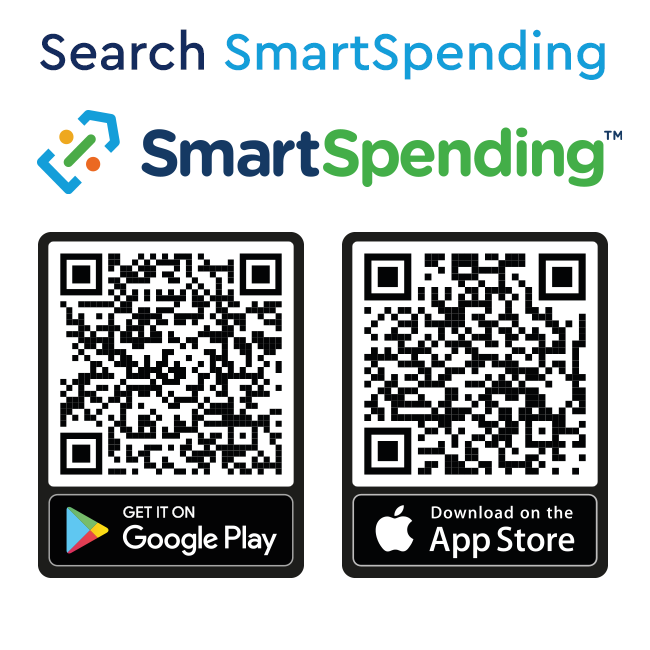 Search SmartSpending
SmartSpending™
GET IT ON
Google Play
Download on the
App Store